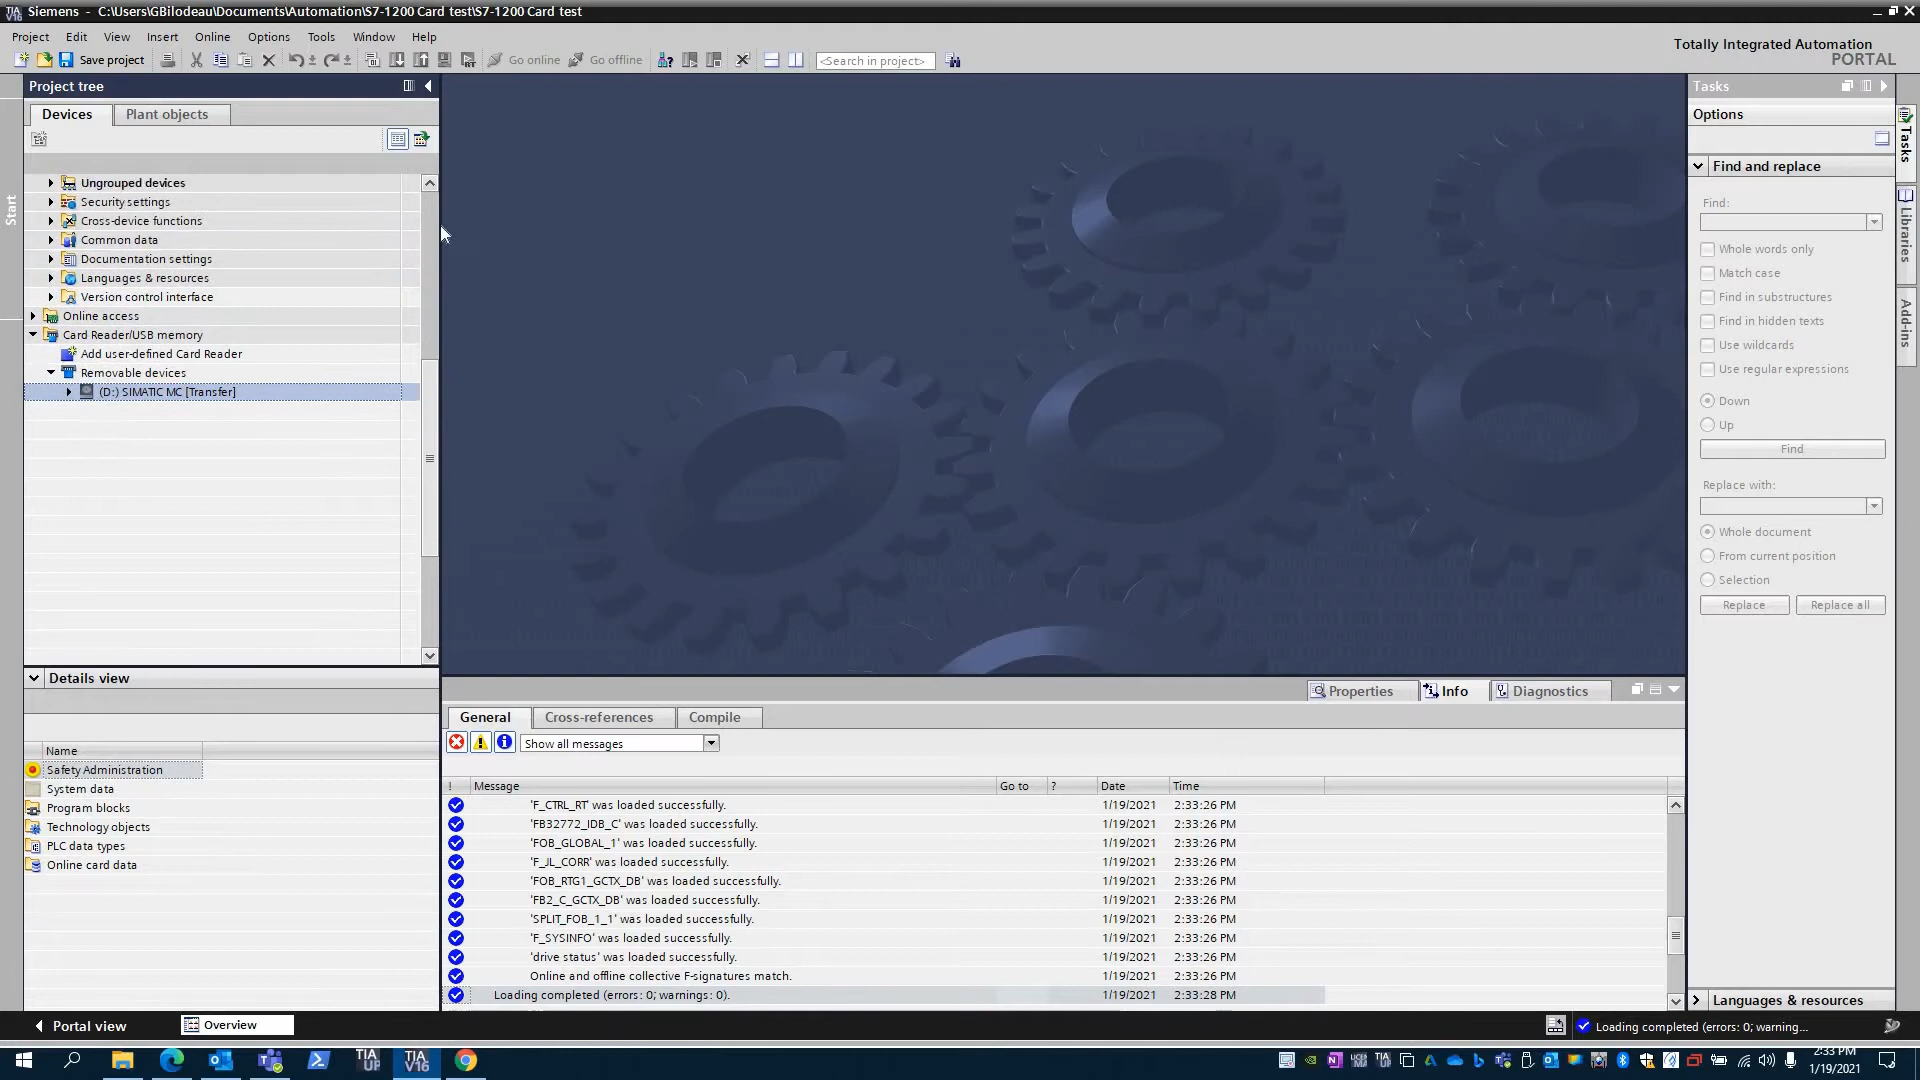 Siemens - C:\Users\GBilodeau\Documents\Automation\S7-1200 Card test\S7-1200 Card test
Project Edit View Insert Online Options Tools Window Help
Totally Integrated Automation
PORTAL
Save project
Go online
Go offline
<Search in project>
Project tree
Devices
Plant objects
Start
Ungrouped devices
Security settings
Cross-device functions
Common data
Documentation settings
Languages & resources
Version control interface
Online access
Card Reader/USB memory
Add user-defined Card Reader
Removable devices
(D:) SIMATIC MC [Transfer]
Details view
Name
Safety Administration
System data
Program blocks
Technology objects
PLC data types
Online card data
Properties
Info
Diagnostics
General
Cross-references
Compile
Show all messages
! Message Go to ? Date Time
'F_CTRL_RT' was loaded successfully. 1/19/2021 2:33:26 PM
'FB32772_IDB_C' was loaded successfully. 1/19/2021 2:33:26 PM
'FOB_GLOBAL_1' was loaded successfully. 1/19/2021 2:33:26 PM
'F_JL_CORR' was loaded successfully. 1/19/2021 2:33:26 PM
'FOB_RTG1_GCTX_DB' was loaded successfully. 1/19/2021 2:33:26 PM
'FB2_C_GCTX_DB' was loaded successfully. 1/19/2021 2:33:26 PM
'SPLIT_FOB_1_1' was loaded successfully. 1/19/2021 2:33:26 PM
'F_SYSINFO' was loaded successfully. 1/19/2021 2:33:26 PM
'drive status' was loaded successfully. 1/19/2021 2:33:26 PM
Online and offline collective F-signatures match. 1/19/2021 2:33:26 PM
Loading completed (errors: 0; warnings: 0). 1/19/2021 2:33:28 PM
Tasks
Options
Find and replace
Find:
Whole words only
Match case
Find in substructures
Find in hidden texts
Use wildcards
Use regular expressions
Down
Up
Find
Replace with:
Whole document
From current position
Selection
Replace
Replace all
Languages & resources
Tasks
Libraries
Add-ins
Portal view
Overview
Loading completed (errors: 0; warning...
TIA
UP
TIA
V16
2:33 PM
1/19/2021